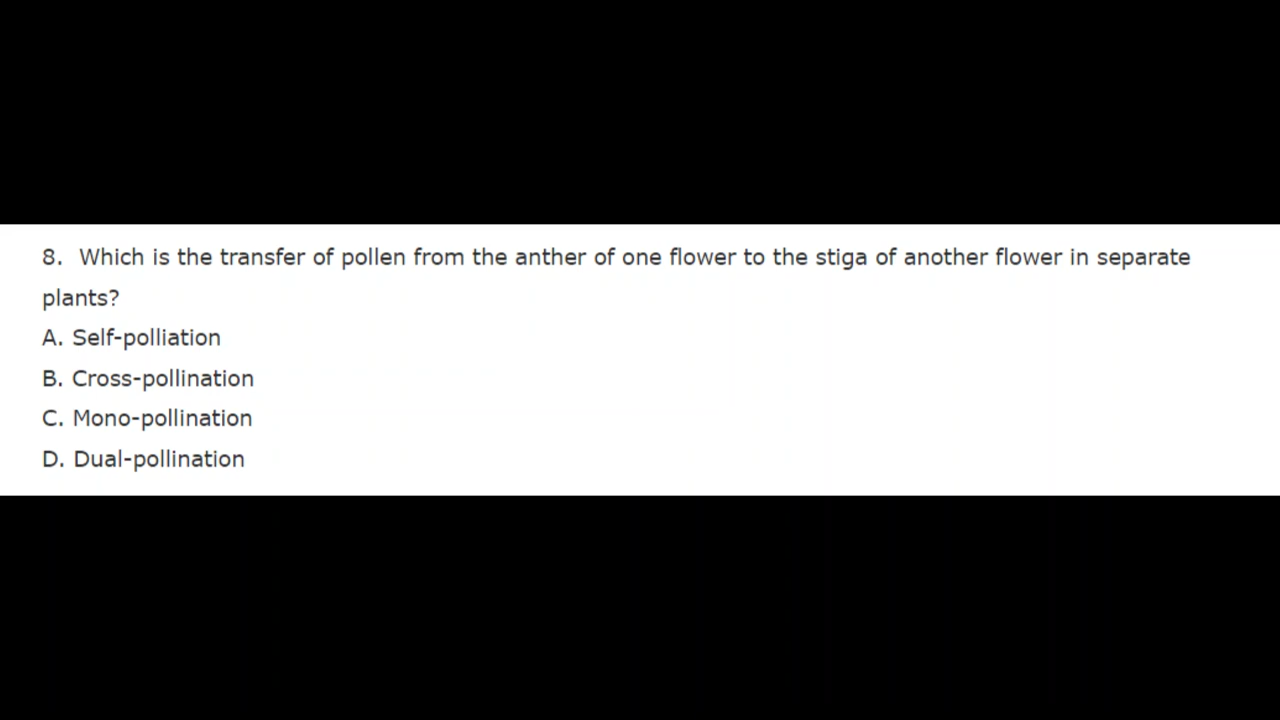 8.  Which is the transfer of pollen from the anther of one flower to the stiga of another flower in separate
plants?
A. Self-polliation
B. Cross-pollination
C. Mono-pollination
D. Dual-pollination